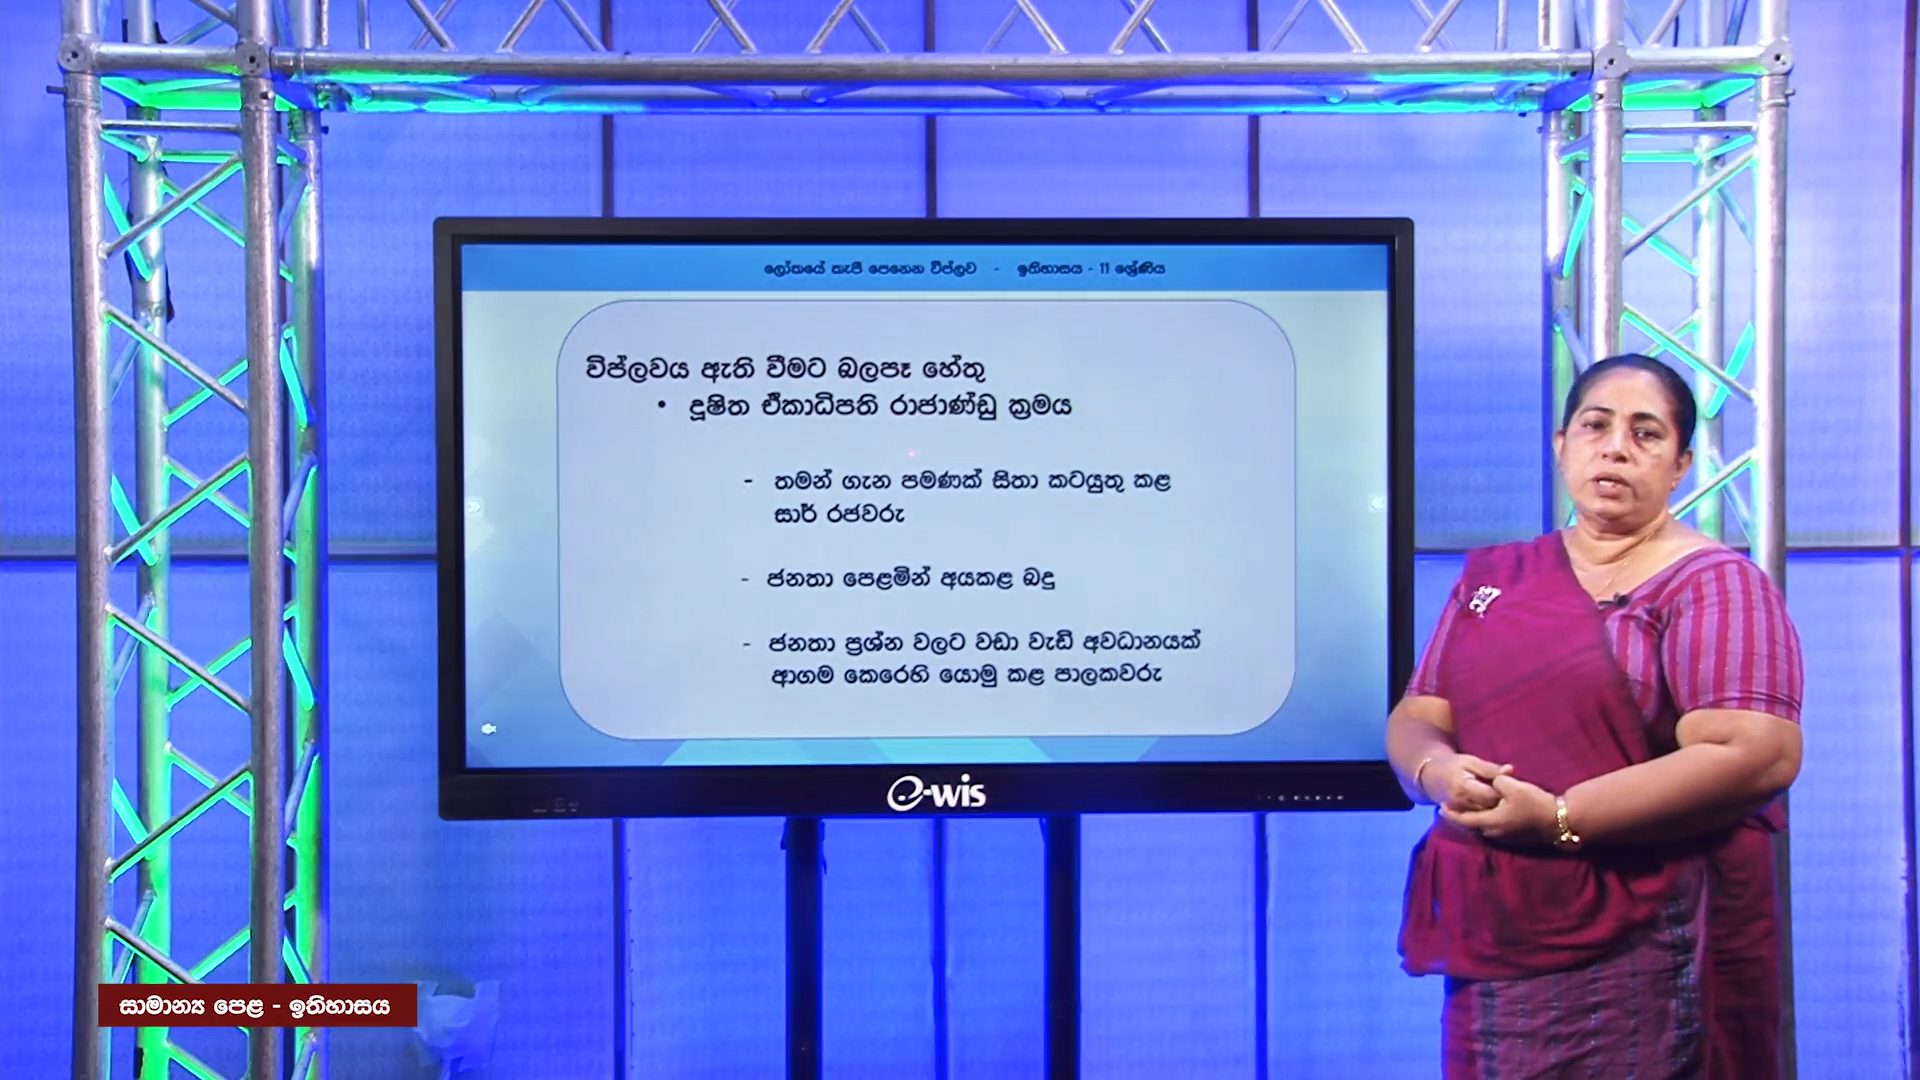 ලෝකයේ කැපී පෙනෙන විප්ලව - ඉතිහාසය - 11 ශ්‍රේණිය
විප්ලවය ඇති වීමට බලපෑ හේතු
• දූෂිත ඒකාධිපති රාජාණ්ඩු ක්‍රමය
- තමන් ගැන පමණක් සිතා කටයුතු කළ
සාර් රජවරු
- ජනතා පෙළමින් අයකළ බදු
- ජනතා ප්‍රශ්න වලට වඩා වැඩි අවධානයක්
ආගම කෙරෙහි යොමු කළ පාලකවරු
e-wis
සාමාන්‍ය පෙළ - ඉතිහාසය